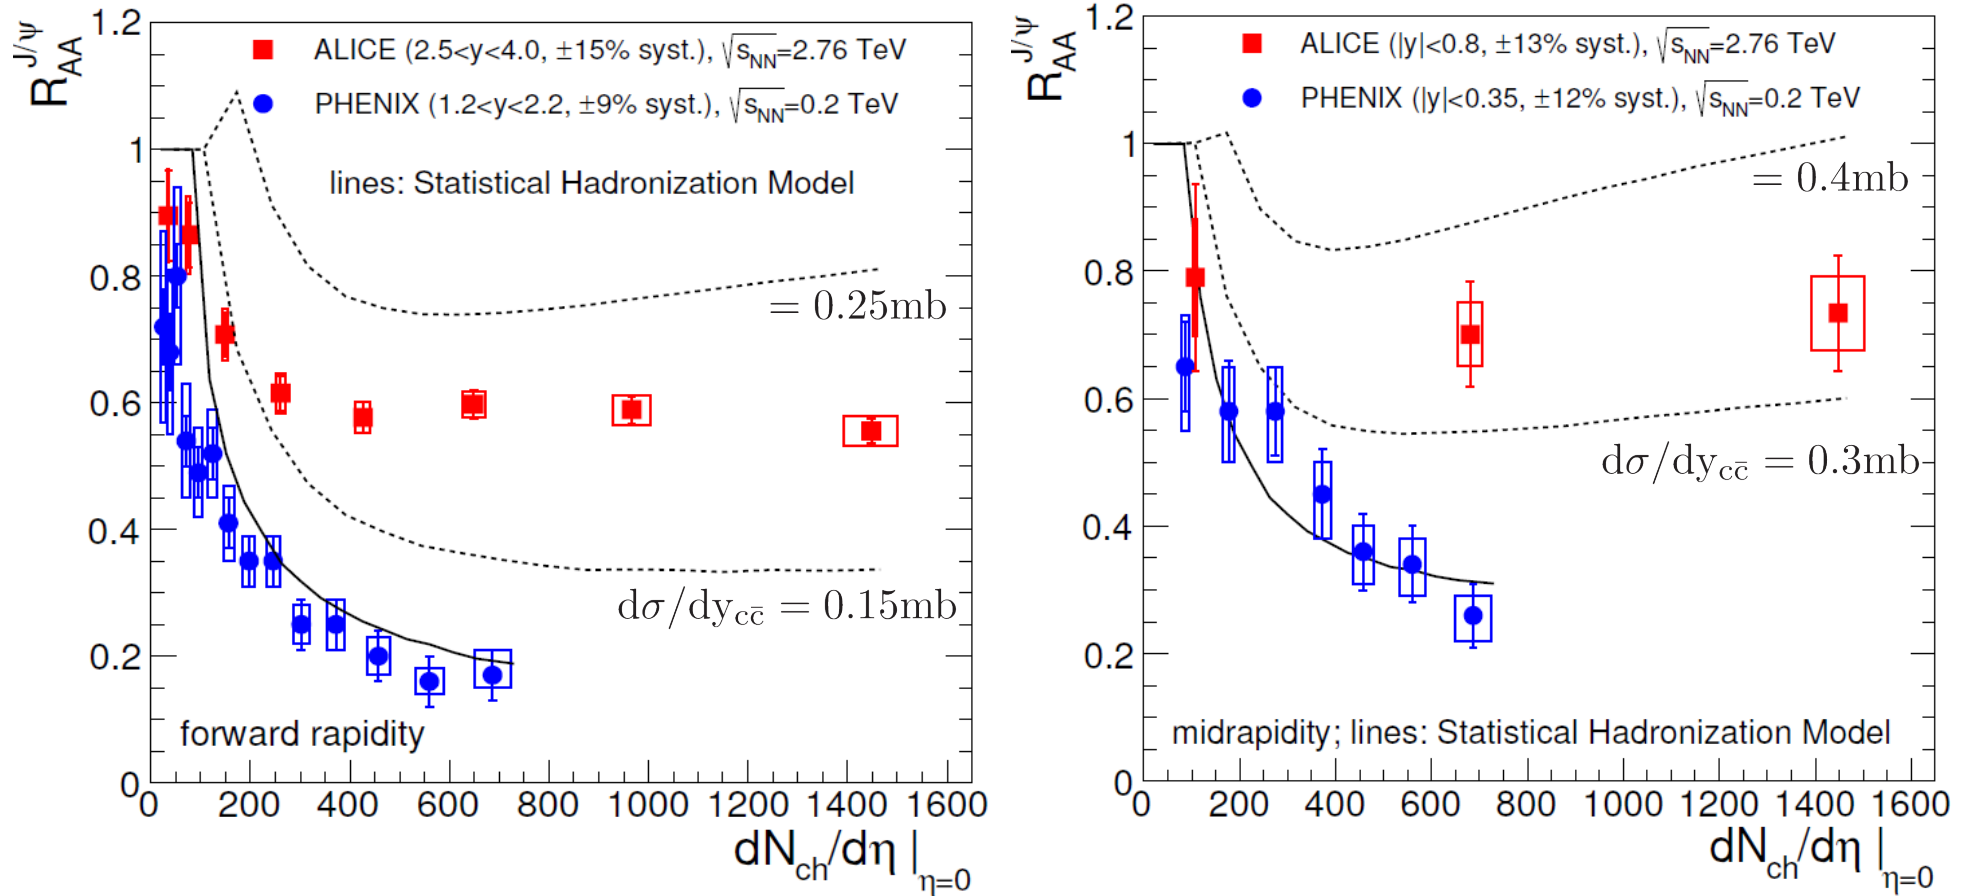 R_AA^J/ψ
1.2
1
0.8
0.6
0.4
0.2
0
ALICE (2.5<y<4.0, ±15% syst.), √s_NN=2.76 TeV
PHENIX (1.2<y<2.2, ±9% syst.), √s_NN=0.2 TeV
lines: Statistical Hadronization Model
= 0.25mb
dσ/dy_cc̄ = 0.15mb
forward rapidity
0 200 400 600 800 1000 1200 1400 1600
dN_ch/dη |_η=0
R_AA^J/ψ
1.2
1
0.8
0.6
0.4
0.2
0
ALICE (|y|<0.8, ±13% syst.), √s_NN=2.76 TeV
PHENIX (|y|<0.35, ±12% syst.), √s_NN=0.2 TeV
= 0.4mb
dσ/dy_cc̄ = 0.3mb
midrapidity; lines: Statistical Hadronization Model
0 200 400 600 800 1000 1200 1400 1600
dN_ch/dη |_η=0